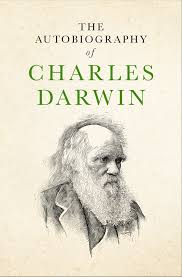 THE
AUTOBIOGRAPHY
of
CHARLES
DARWIN